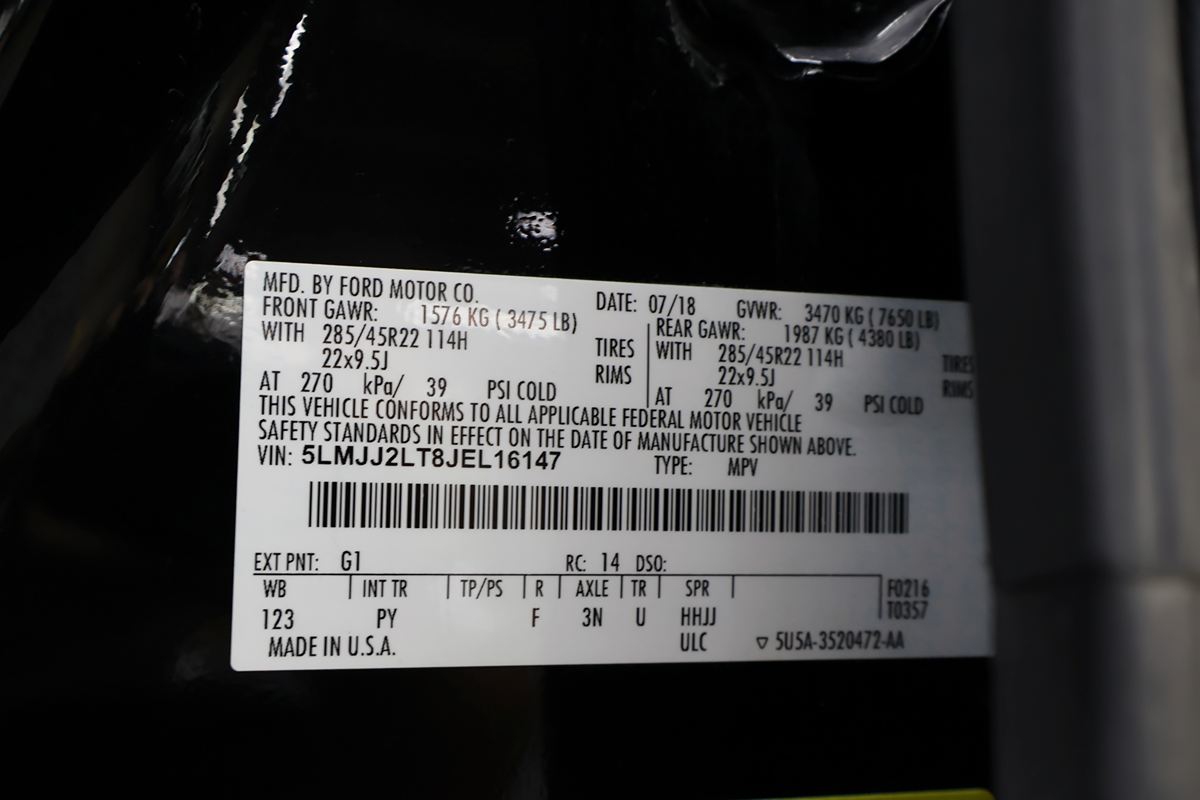 MFD. BY FORD MOTOR CO.
DATE: 07/18 GVWR: 3470 KG ( 7650 LB)
FRONT GAWR: 1576 KG ( 3475 LB)
REAR GAWR: 1987 KG ( 4380 LB)
WITH 285/45R22 114H TIRES
WITH 285/45R22 114H TIRES
22x9.5J RIMS
22x9.5J RIMS
AT 270 kPa/ 39 PSI COLD
AT 270 kPa/ 39 PSI COLD
THIS VEHICLE CONFORMS TO ALL APPLICABLE FEDERAL MOTOR VEHICLE
SAFETY STANDARDS IN EFFECT ON THE DATE OF MANUFACTURE SHOWN ABOVE.
VIN: 5LMJJ2LT8JEL16147 TYPE: MPV
EXT PNT: G1 RC: 14 DSO:
WB INT TR TP/PS R AXLE TR SPR F0216
T0357
123 PY F 3N U HHJJ
MADE IN U.S.A. ULC ▽ 5U5A-3520472-AA